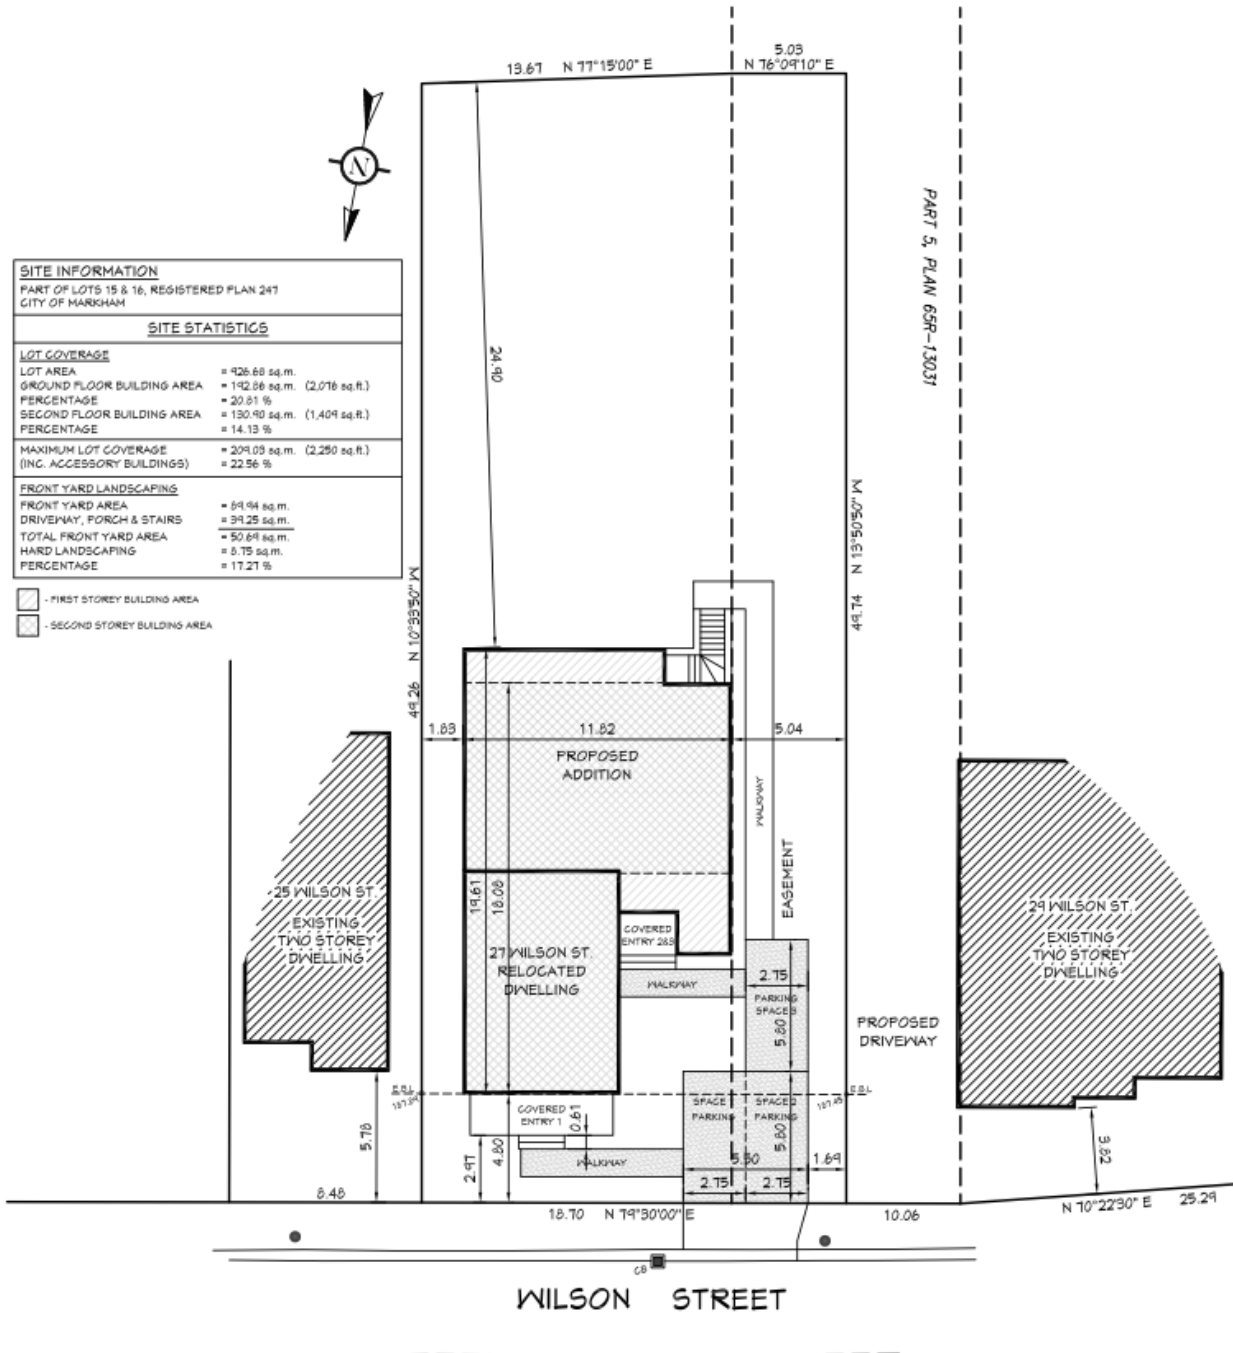 5.03
13.67 N 77°15'00" E
N 76°09'10" E
N
PART 5, PLAN 65R-13031
SITE INFORMATION
PART OF LOTS 15 & 16, REGISTERED PLAN 247
CITY OF MARKHAM
SITE STATISTICS
LOT COVERAGE
LOT AREA = 926.68 sq.m.
GROUND FLOOR BUILDING AREA = 192.86 sq.m. (2,076 sq.ft.)
PERCENTAGE = 20.81 %
SECOND FLOOR BUILDING AREA = 130.90 sq.m. (1,409 sq.ft.)
PERCENTAGE = 14.13 %
MAXIMUM LOT COVERAGE = 209.03 sq.m. (2,250 sq.ft.)
(INC. ACCESSORY BUILDINGS) = 22.56 %
FRONT YARD LANDSCAPING
FRONT YARD AREA = 89.94 sq.m.
DRIVEWAY, PORCH & STAIRS = 39.25 sq.m.
TOTAL FRONT YARD AREA = 50.69 sq.m.
HARD LANDSCAPING = 8.75 sq.m.
PERCENTAGE = 17.27 %
- FIRST STOREY BUILDING AREA
- SECOND STOREY BUILDING AREA
24.90
49.26 N 10°33'50" W
49.74 N 13°50'50" W
1.83
11.82
5.04
PROPOSED
ADDITION
WALKWAY
EASEMENT
19.61
18.08
25 WILSON ST.
EXISTING
TWO STOREY
DWELLING
27 WILSON ST.
RELOCATED
DWELLING
COVERED
ENTRY 2&3
WALKWAY
2.75
PARKING
SPACE 3
5.80
PROPOSED
DRIVEWAY
29 WILSON ST.
EXISTING
TWO STOREY
DWELLING
E.B.L
E.B.L
COVERED
ENTRY 1
0.61
SPACE 1
PARKING
SPACE 2
PARKING
5.80
5.78
2.97
4.80
WALKWAY
5.50
1.69
2.75
2.75
3.82
8.48
18.70 N 79°30'00" E
10.06
N 10°22'30" E 25.29
CB
WILSON STREET